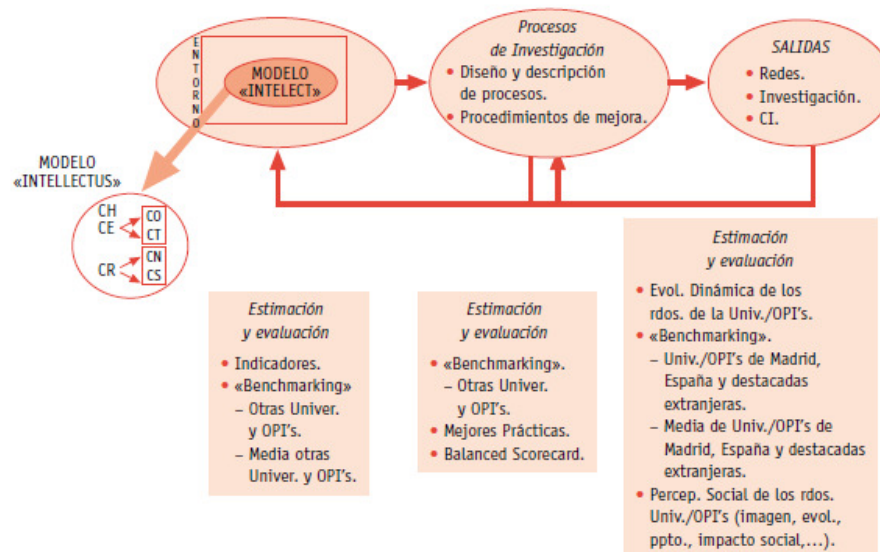 ENTORNO
MODELO
«INTELECT»
Procesos
de Investigación
• Diseño y descripción
de procesos.
• Procedimientos de mejora.
SALIDAS
• Redes.
• Investigación.
• CI.
MODELO
«INTELLECTUS»
CH
CE
CO
CT
CR
CN
CS
Estimación
y evaluación
• Indicadores.
• «Benchmarking»
– Otras Univer.
y OPI's.
– Media otras
Univer. y OPI's.
Estimación
y evaluación
• «Benchmarking».
– Otras Univer.
y OPI's.
• Mejores Prácticas.
• Balanced Scorecard.
Estimación
y evaluación
• Evol. Dinámica de los
rdos. de la Univ./OPI's.
• «Benchmarking».
– Univ./OPI's de Madrid,
España y destacadas
extranjeras.
– Media de Univ./OPI's de
Madrid, España y destacadas
extranjeras.
• Percep. Social de los rdos.
Univ./OPI's (imagen, evol.,
ppto., impacto social,...).